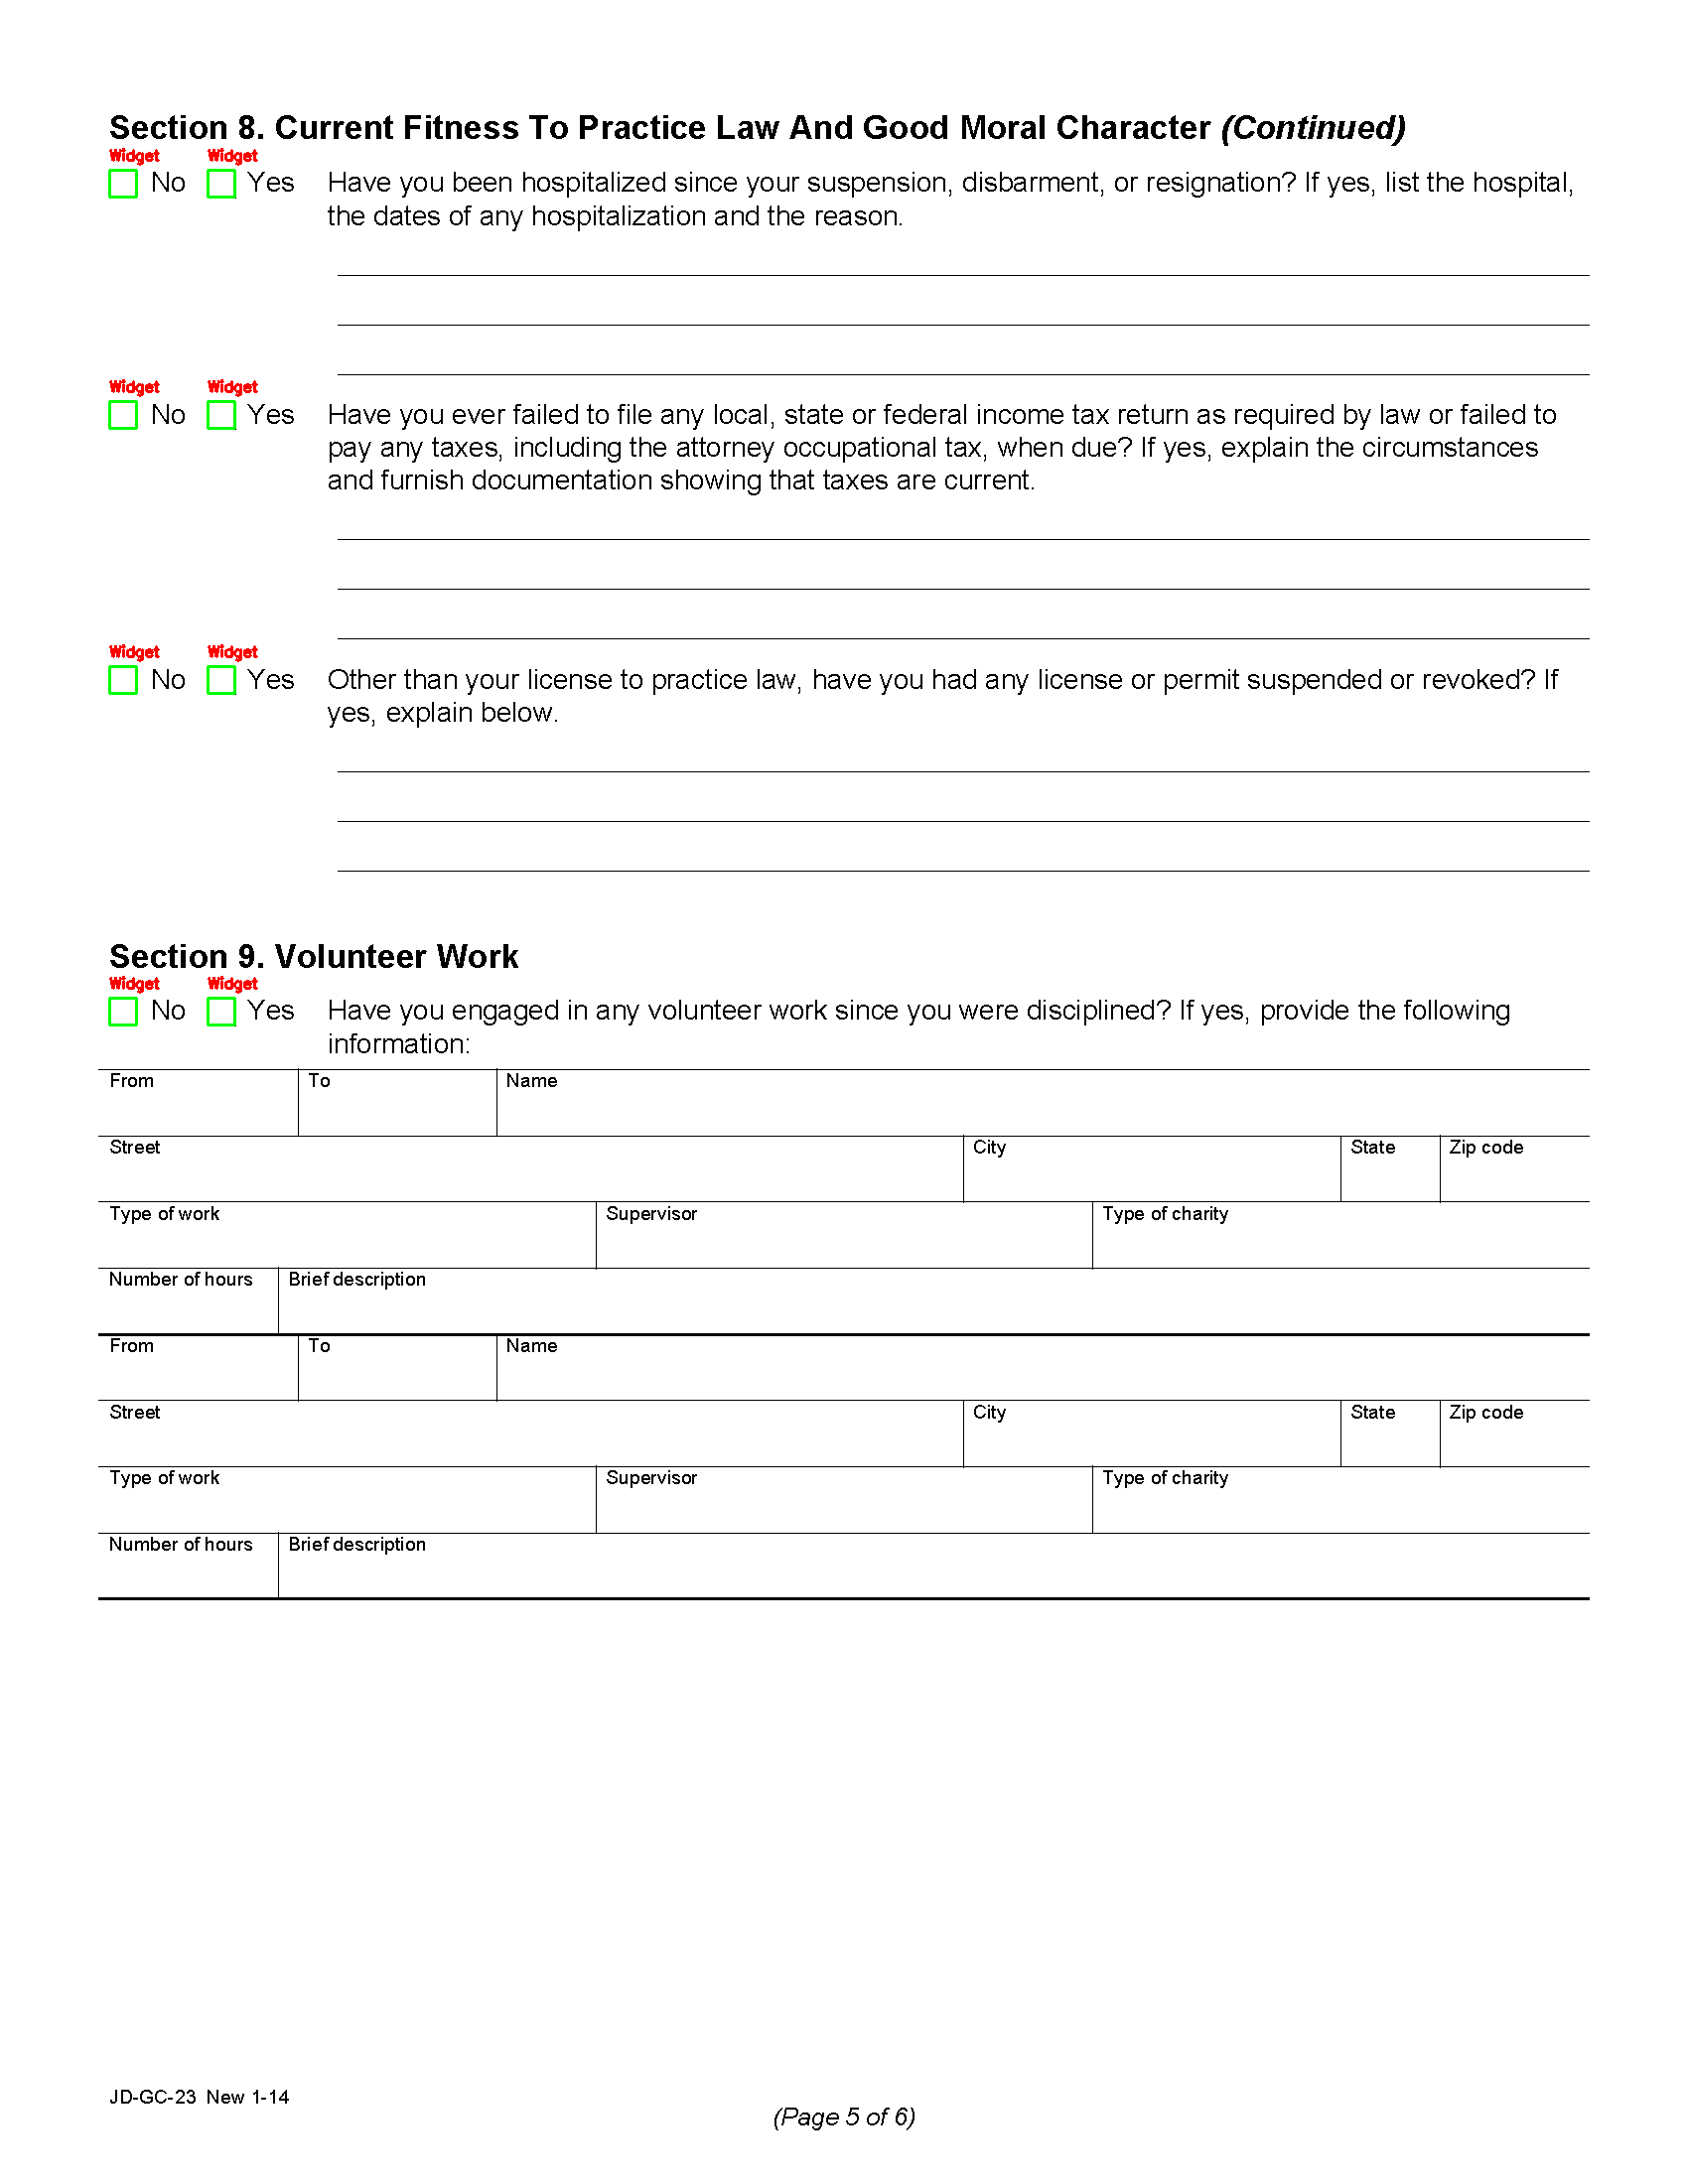 Section 8. Current Fitness To Practice Law And Good Moral Character (Continued)
Widget Widget
No Yes Have you been hospitalized since your suspension, disbarment, or resignation? If yes, list the hospital,
the dates of any hospitalization and the reason.
Widget Widget
No Yes Have you ever failed to file any local, state or federal income tax return as required by law or failed to
pay any taxes, including the attorney occupational tax, when due? If yes, explain the circumstances
and furnish documentation showing that taxes are current.
Widget Widget
No Yes Other than your license to practice law, have you had any license or permit suspended or revoked? If
yes, explain below.
Section 9. Volunteer Work
Widget Widget
No Yes Have you engaged in any volunteer work since you were disciplined? If yes, provide the following
information:
From To Name
Street City State Zip code
Type of work Supervisor Type of charity
Number of hours Brief description
From To Name
Street City State Zip code
Type of work Supervisor Type of charity
Number of hours Brief description
JD-GC-23 New 1-14
(Page 5 of 6)